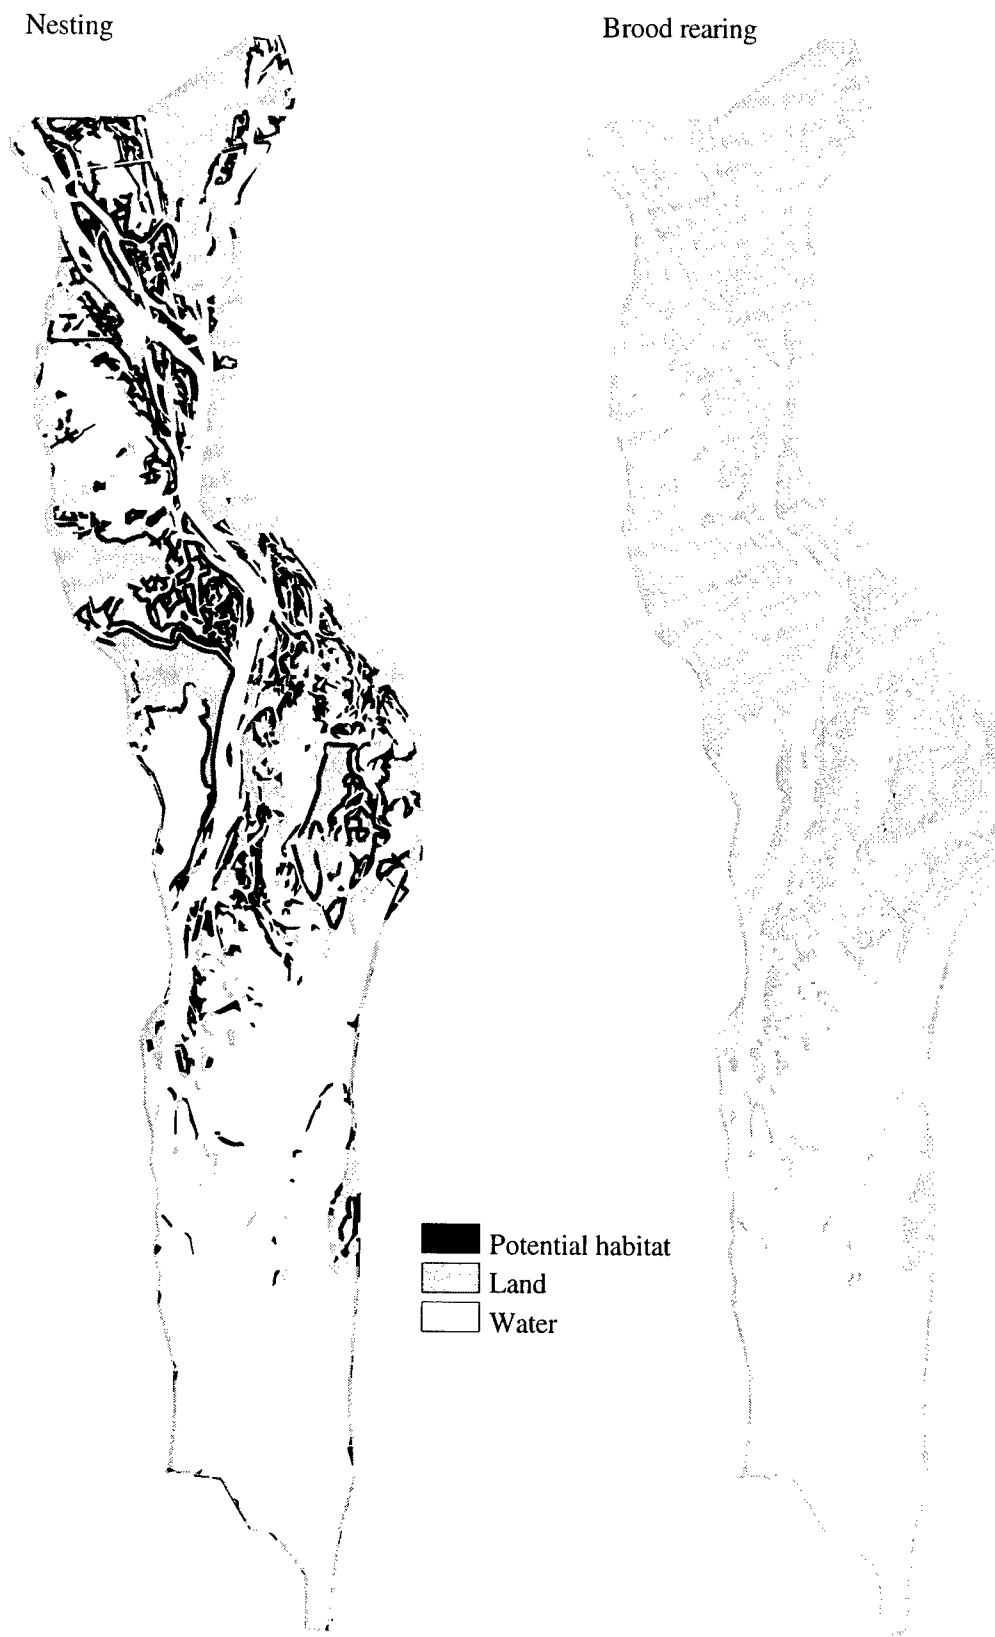 Nesting
Brood rearing
Potential habitat
Land
Water